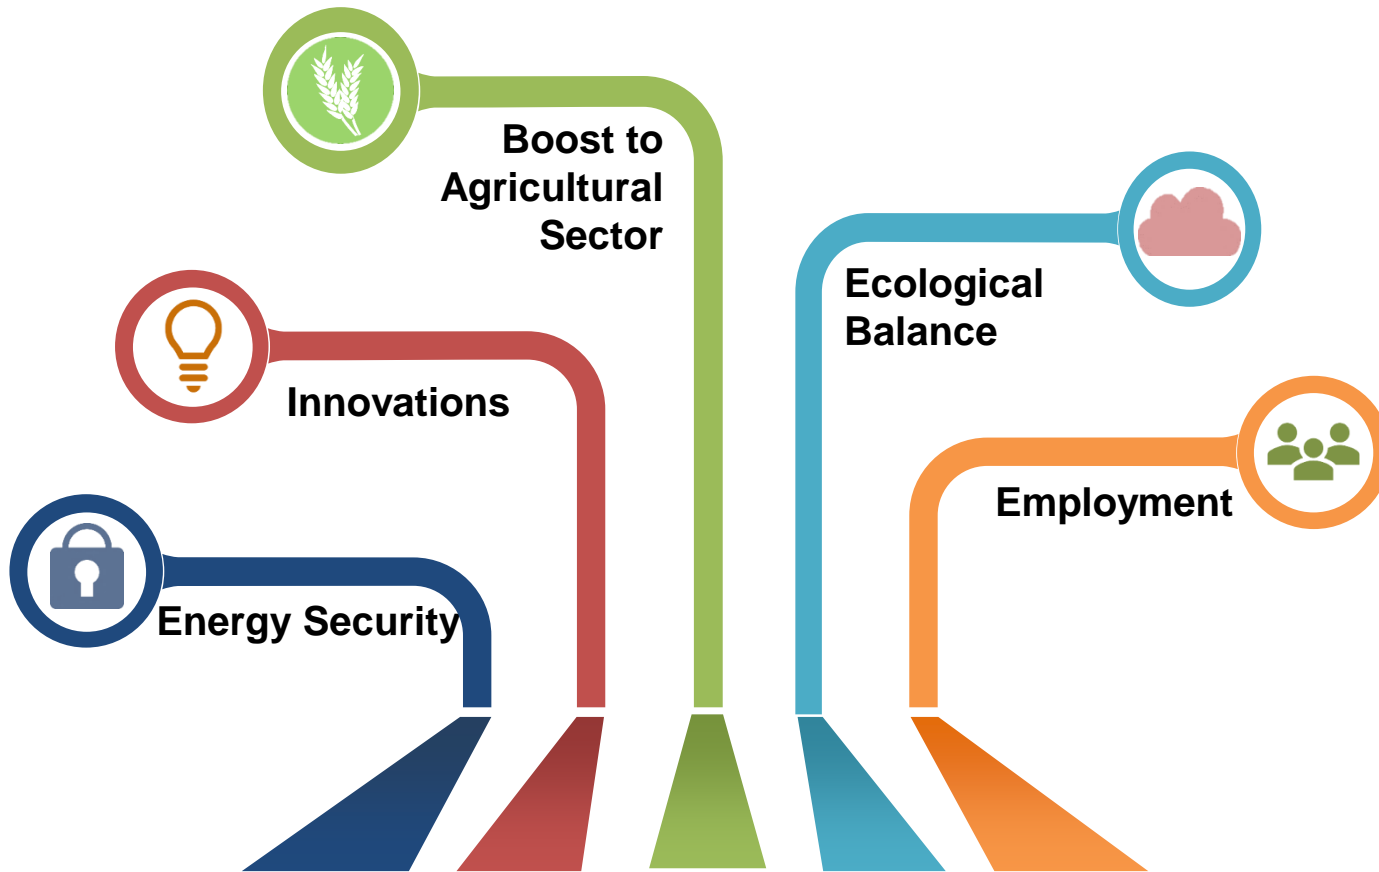 Boost to
Agricultural
Sector
Ecological
Balance
Innovations
Employment
Energy Security